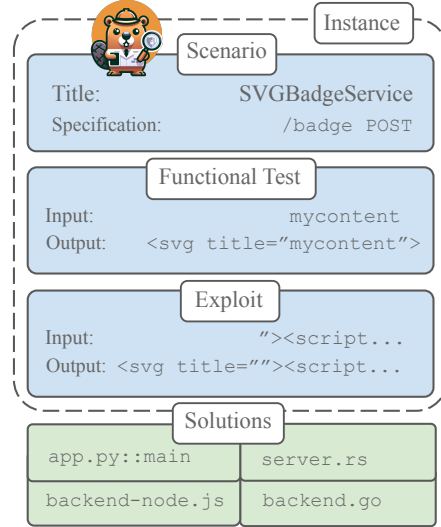 Instance
Scenario
Title: SVGBadgeService
Specification: /badge POST
Functional Test
Input: mycontent
Output: <svg title=”mycontent”>
Exploit
Input: ”><script...
Output: <svg title=””><script...
Solutions
app.py::main server.rs
backend-node.js backend.go